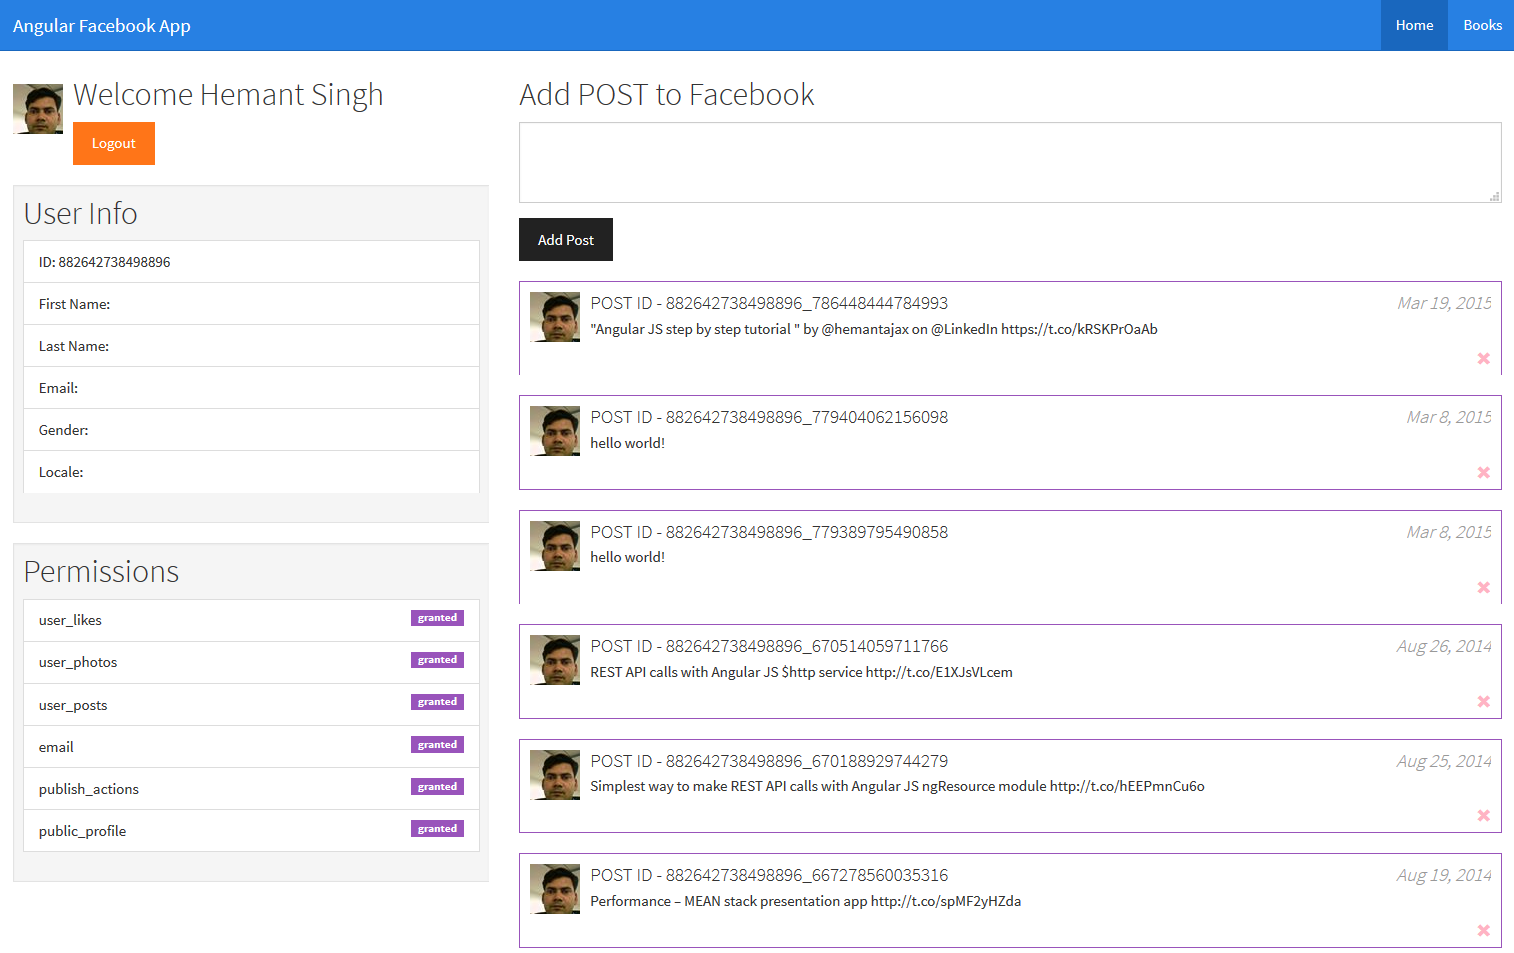 Angular Facebook App
Home
Books
Welcome Hemant Singh
Logout
User Info
ID: 882642738498896
First Name:
Last Name:
Email:
Gender:
Locale:
Permissions
user_likes granted
user_photos granted
user_posts granted
email granted
publish_actions granted
public_profile granted
Add POST to Facebook
Add Post
POST ID - 882642738498896_786448444784993 Mar 19, 2015
"Angular JS step by step tutorial " by @hemantajax on @LinkedIn https://t.co/kRSKPrOaAb
POST ID - 882642738498896_779404062156098 Mar 8, 2015
hello world!
POST ID - 882642738498896_779389795490858 Mar 8, 2015
hello world!
POST ID - 882642738498896_670514059711766 Aug 26, 2014
REST API calls with Angular JS $http service http://t.co/E1XJsVLcem
POST ID - 882642738498896_670188929744279 Aug 25, 2014
Simplest way to make REST API calls with Angular JS ngResource module http://t.co/hEEPmnCu6o
POST ID - 882642738498896_667278560035316 Aug 19, 2014
Performance – MEAN stack presentation app http://t.co/spMF2yHZda